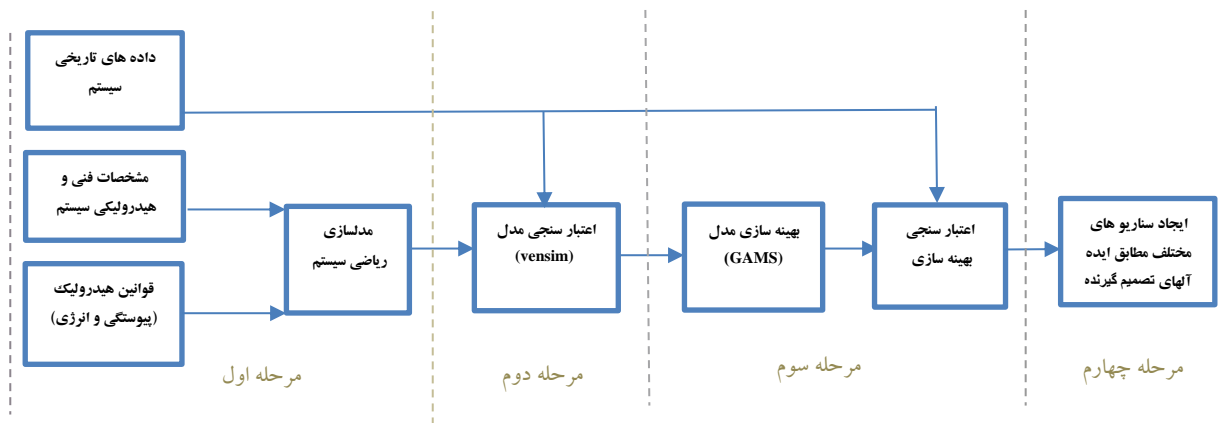 داده های تاریخی
سیستم
مشخصات فنی و
هیدرولیکی سیستم
قوانین هیدرولیک
(پیوستگی و انرژی)
مدلسازی
ریاضی سیستم
اعتبار سنجی مدل
(vensim)
بهینه سازی مدل
(GAMS)
اعتبار سنجی
بهینه سازی
ایجاد سناریو های
مختلف مطابق ایده
آلهای تصمیم گیرنده
مرحله اول
مرحله دوم
مرحله سوم
مرحله چهارم